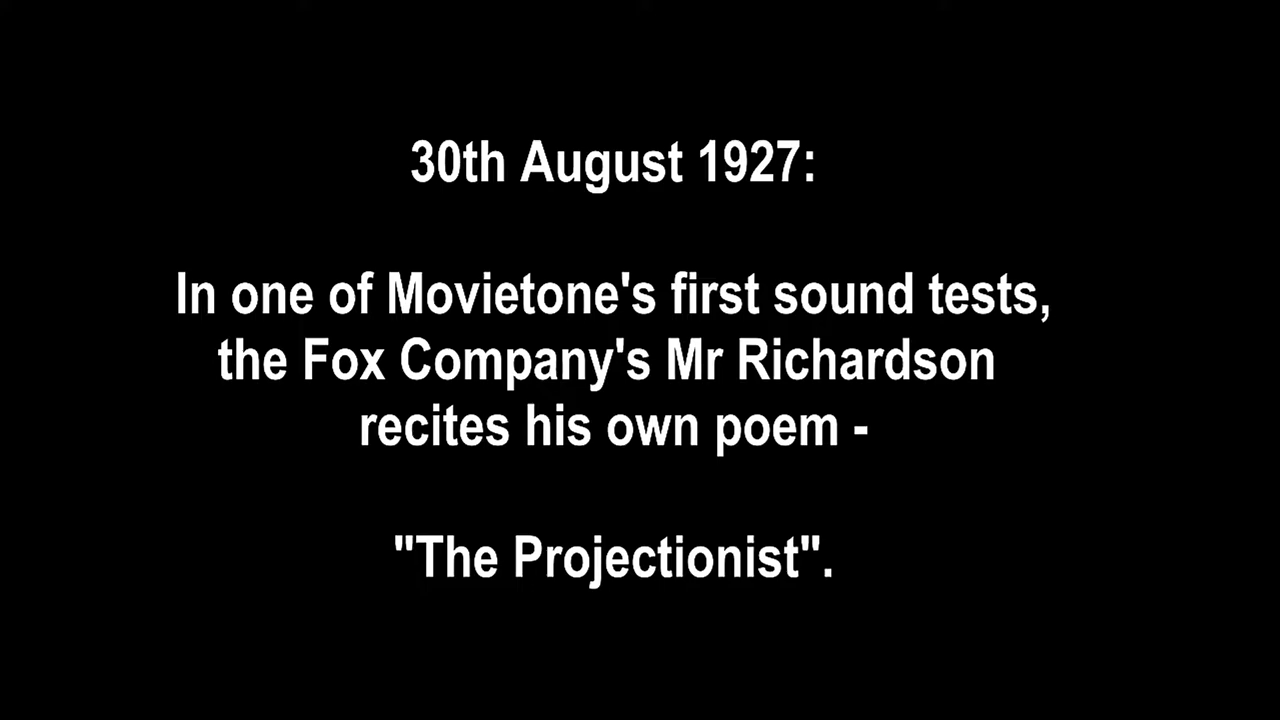 30th August 1927:
In one of Movietone's first sound tests,
the Fox Company's Mr Richardson
recites his own poem -
"The Projectionist".